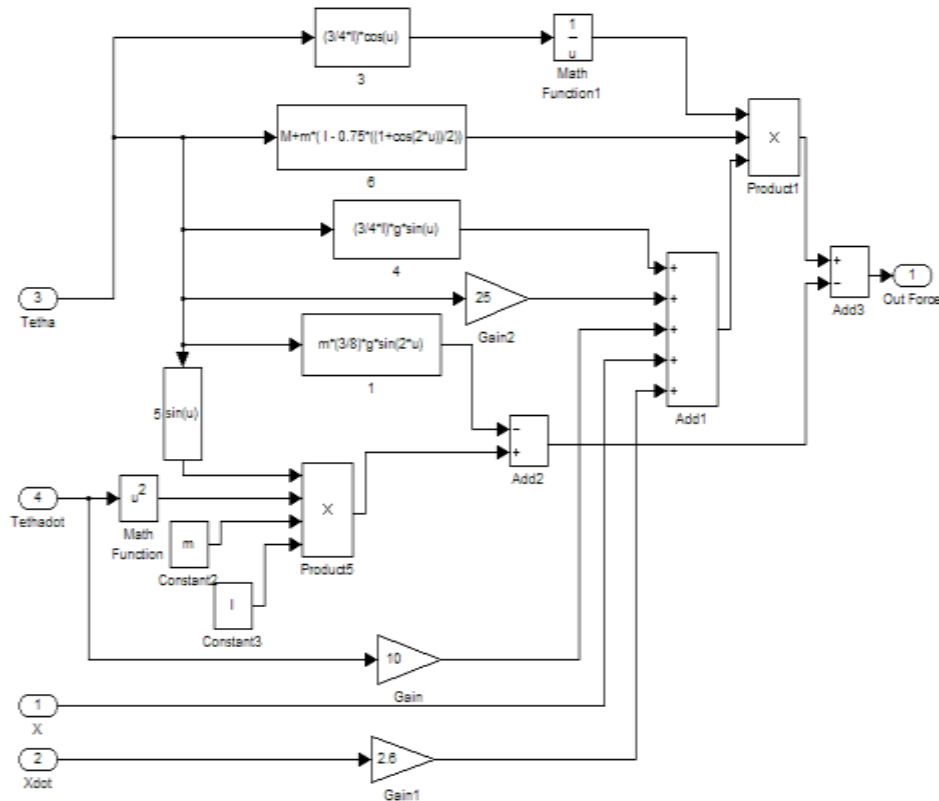 (3/4*l)*cos(u)
3
1
u
Math
Function1
M+m*( l - 0.75*((1+cos(2*u))/2))
6
X
Product1
(3/4*l)*g*sin(u)
4
+
+
+
+
+
Add1
+
−
Add3
1
Out Force
3
Tetha
25
Gain2
m*(3/8)*g*sin(2*u)
1
5
sin(u)
−
+
Add2
4
Tethadot
u2
Math
Function
m
Constant2
X
Product5
l
Constant3
10
Gain
1
X
2
Xdot
2.6
Gain1